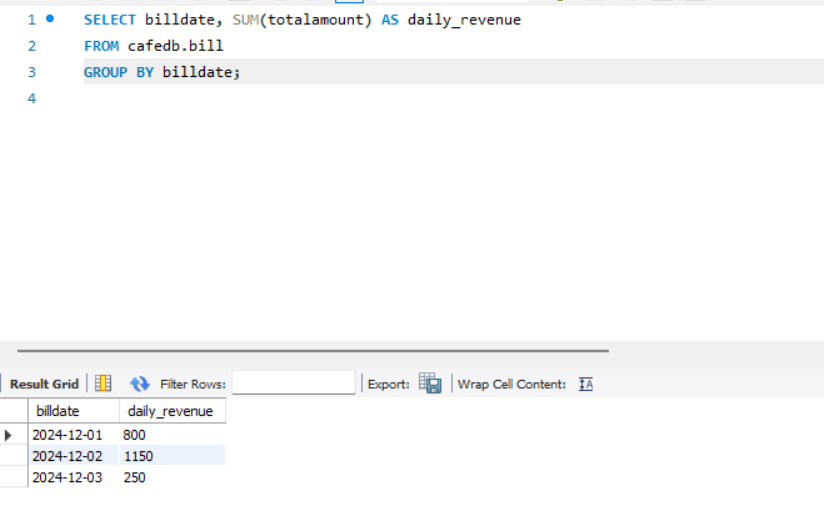 1 SELECT billdate, SUM(totalamount) AS daily_revenue
2 FROM cafedb.bill
3 GROUP BY billdate;
4
Result Grid Filter Rows: Export: Wrap Cell Content: IA
billdate daily_revenue
2024-12-01 800
2024-12-02 1150
2024-12-03 250